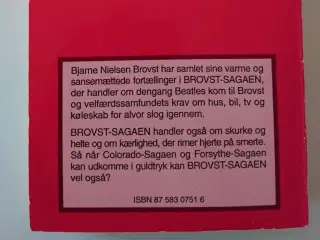 Bjarne Nielsen Brovst har samlet sine varme og
sansemættede fortællinger i BROVST-SAGAEN,
der handler om dengang Beatles kom til Brovst
og velfærdssamfundets krav om hus, bil, tv og
køleskab for alvor slog igennem.
BROVST-SAGAEN handler også om skurke og
helte og om kærlighed, der rimer hjerte på smerte.
Så når Colorado-Sagaen og Forsythe-Sagaen
kan udkomme i guldtryk kan BROVST-SAGAEN
vel også?
ISBN 87 583 0751 6